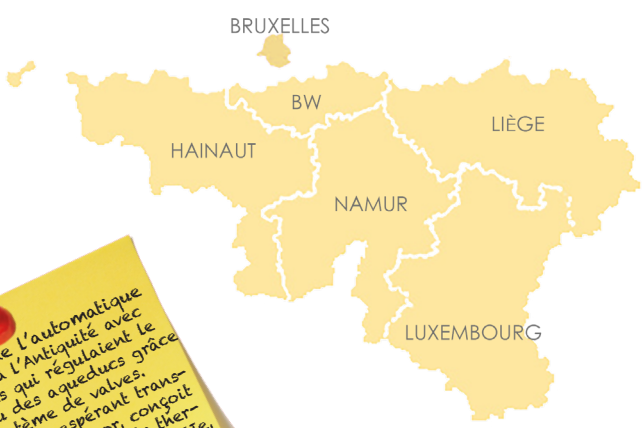 BRUXELLES
BW
LIÈGE
HAINAUT
NAMUR
LUXEMBOURG
l'automatique
l'Antiquité avec
qui régulaient le
des aqueducs grâce
de valves.
espérant trans-
conçoit
ther-